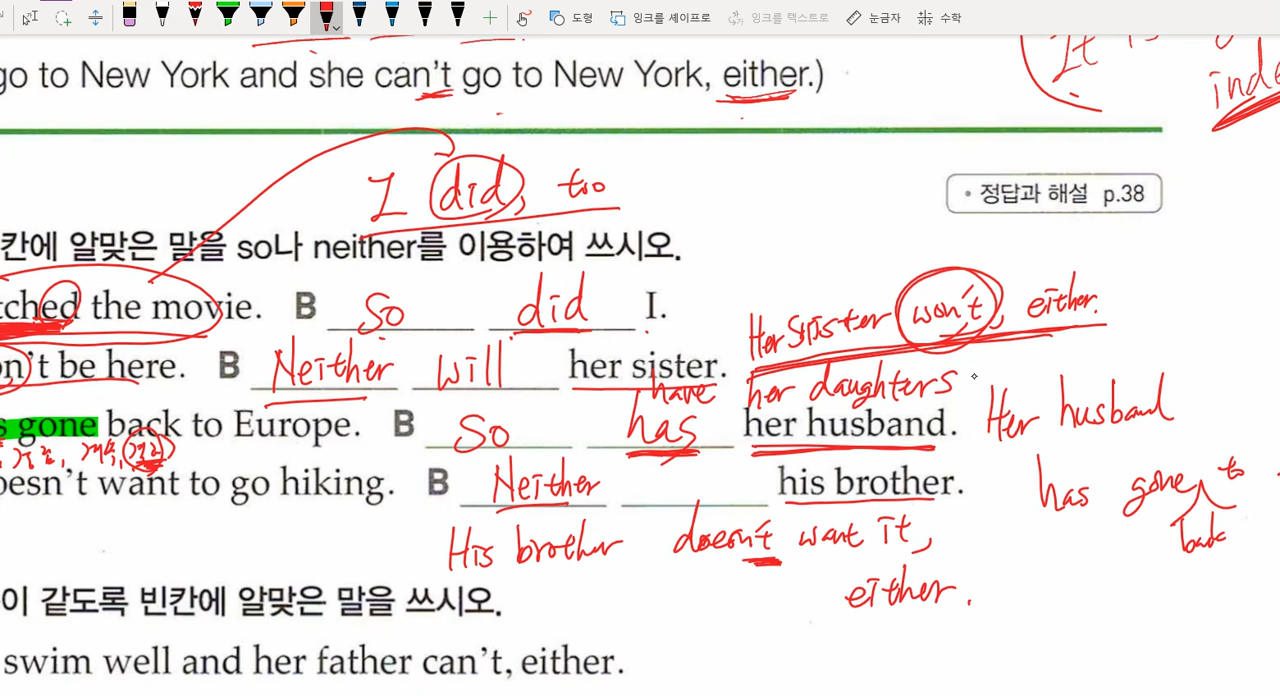 도형 잉크를 셰이프로 잉크를 텍스트로 눈금자 수학
It is
go to New York and she can't go to New York, either.)
inde
I did, too
• 정답과 해설 p.38
칸에 알맞은 말을 so나 neither를 이용하여 쓰시오.
tched the movie. B So did I.
Her sister won't, either.
n't be here. B Neither will her sister.
have her daughters
s gone back to Europe. B So has her husband.
Her husband
계속, 결과
has gone to
back
oesn't want to go hiking. B Neither his brother.
His brother doesn't want it,
either.
이 같도록 빈칸에 알맞은 말을 쓰시오.
swim well and her father can't, either.